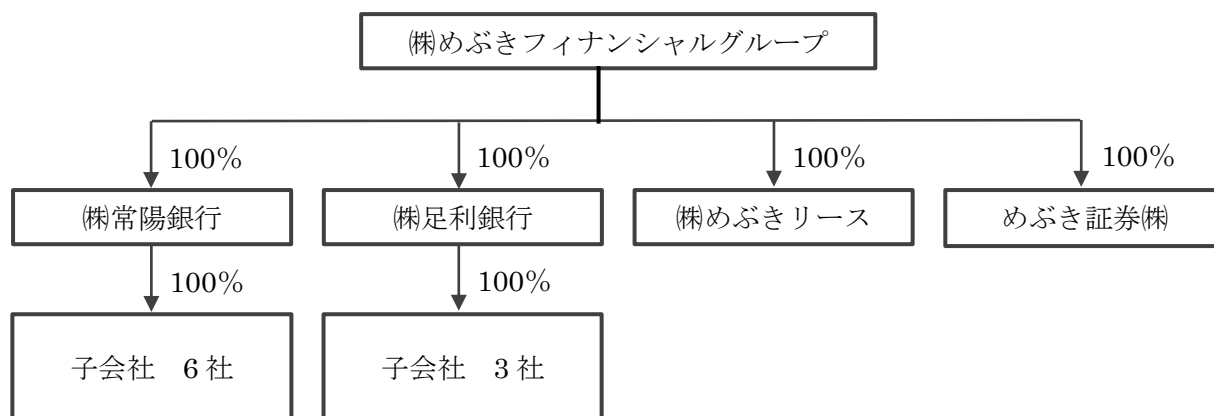 ㈱めぶきフィナンシャルグループ
100%
100%
100%
100%
㈱常陽銀行
㈱足利銀行
㈱めぶきリース
めぶき証券㈱
100%
100%
子会社　6 社
子会社　3 社